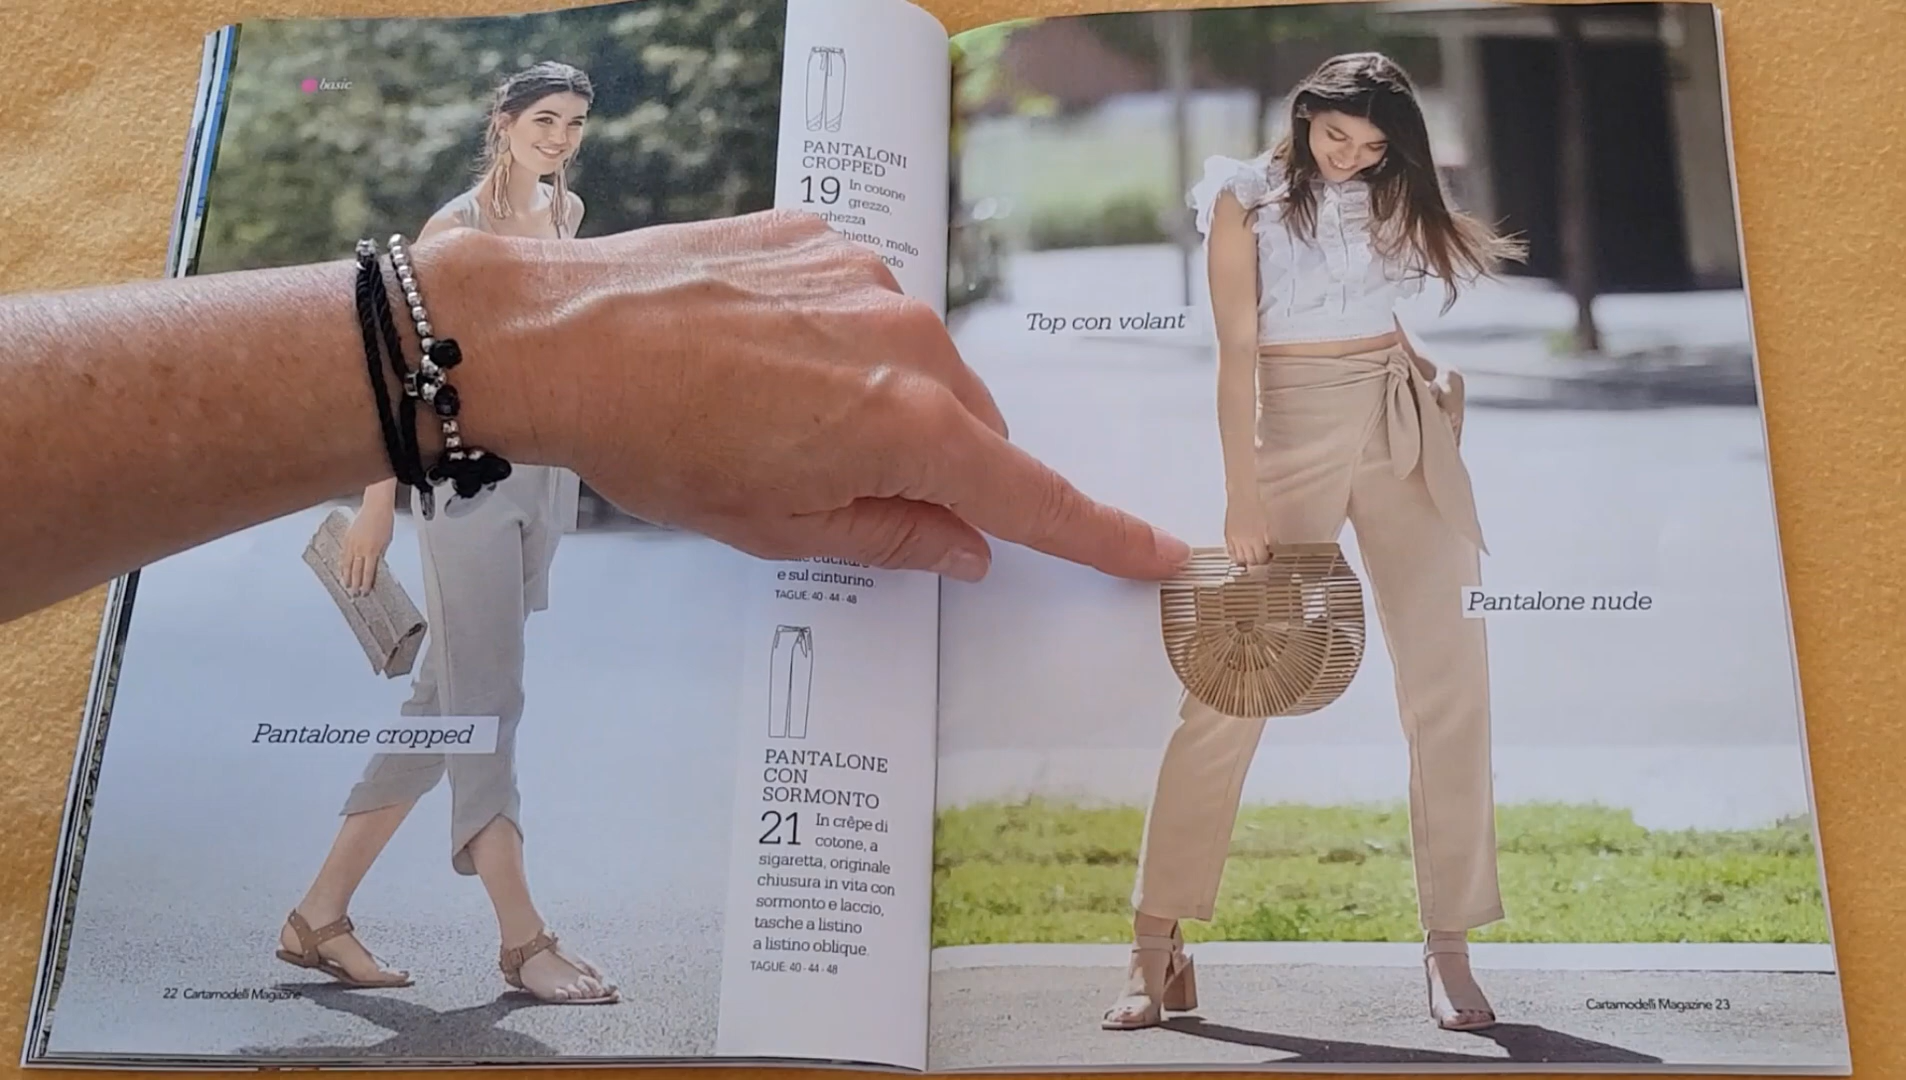 basic
PANTALONI
CROPPED
19 In cotone
grezzo,
molto
e sul cinturino
TAGLIE: 40 - 44 - 48
Pantalone cropped
PANTALONE
CON
SORMONTO
21 In crêpe di
cotone, a
sigaretta, originale
chiusura in vita con
sormonto e laccio,
tasche a listino
a listino oblique.
TAGLIE: 40 - 44 - 48
22 Cartamodelli Magazine
Top con volant
Pantalone nude
Cartamodelli Magazine 23